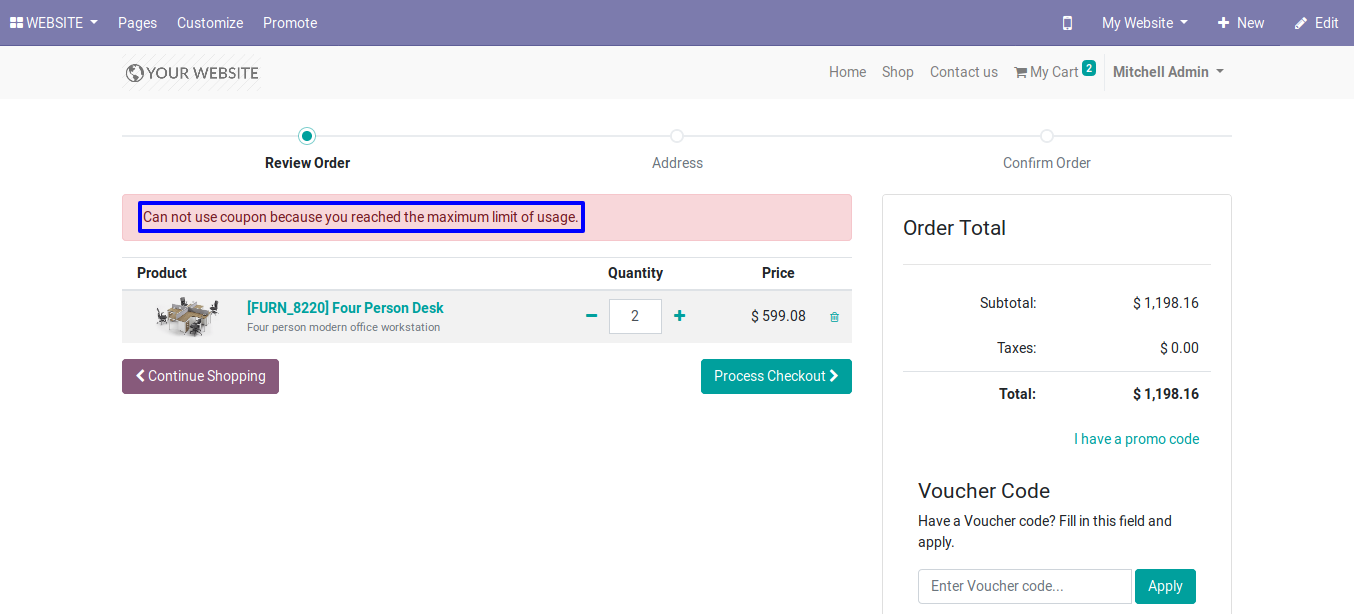 WEBSITE Pages Customize Promote My Website New Edit
YOUR WEBSITE Home Shop Contact us My Cart 2 Mitchell Admin
Review Order Address Confirm Order
Can not use coupon because you reached the maximum limit of usage.
Product Quantity Price
[FURN_8220] Four Person Desk
Four person modern office workstation
2 $ 599.08
Continue Shopping Process Checkout
Order Total
Subtotal: $ 1,198.16
Taxes: $ 0.00
Total: $ 1,198.16
I have a promo code
Voucher Code
Have a Voucher code? Fill in this field and
apply.
Enter Voucher code... Apply